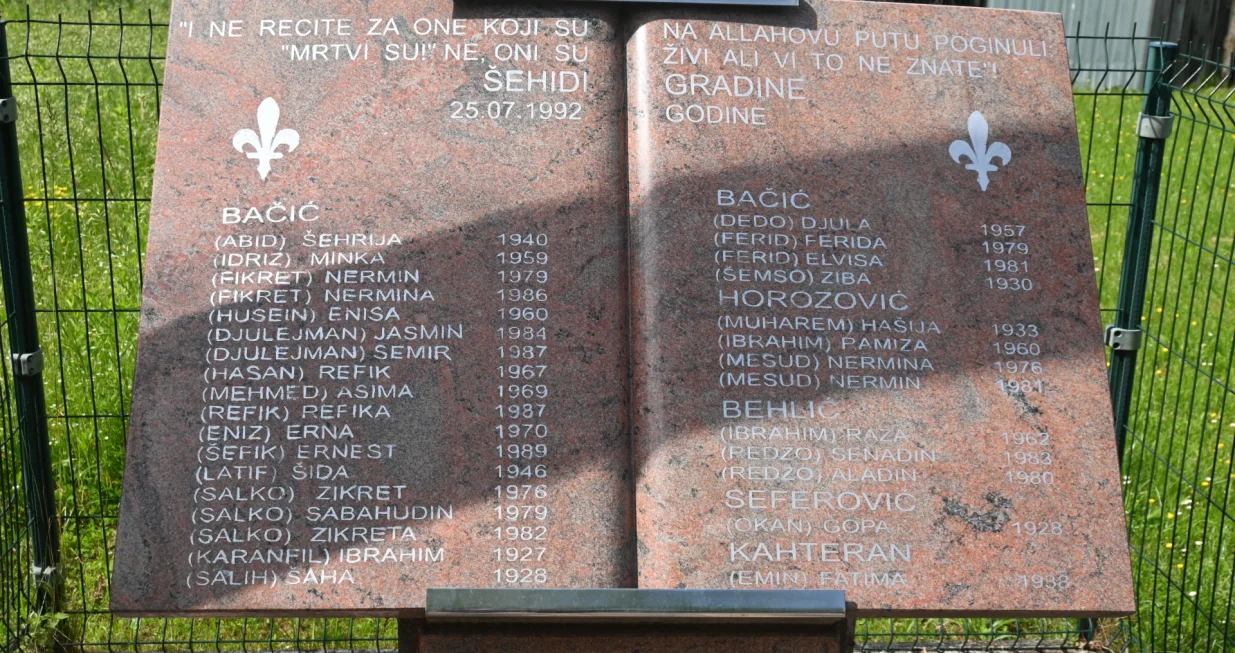 "I NE RECITE ZA ONE KOJI SU
"MRTVI SU!" NE, ONI SU
ŠEHIDI
25.07.1992
BAČIĆ
(ABID) ŠEHRIJA 1940
(IDRIZ) MINKA 1959
(FIKRET) NERMIN 1979
(FIKRET) NERMINA 1986
(HUSEIN) ENISA 1960
(DJULEJMAN) JASMIN 1984
(DJULEJMAN) SEMIR 1987
(HASAN) REFIK 1967
(MEHMED) ASIMA 1969
(REFIK) REFIKA 1987
(ENIZ) ERNA 1970
(ŠEFIK) ERNEST 1989
(LATIF) ŠIDA 1946
(SALKO) ZIKRET 1976
(SALKO) SABAHUDIN 1979
(SALKO) ZIKRETA 1982
(KARANFIL) IBRAHIM 1927
(SALIH) ŠAHA 1928
NA ALLAHOVU PUTU POGINULI
ŽIVI ALI VI TO NE ZNATE"!
GRADINE
GODINE
BAČIĆ
(DEDO) DJULA 1957
(FERID) FERIDA 1979
(FERID) ELVISA 1981
(ŠEMSO) ZIBA 1930
HOROZOVIĆ
(MUHAREM) HASIJA 1933
(IBRAHIM) PAMIZA 1960
(MESUD) NERMINA 1976
(MESUD) NERMIN 1981
BEHLIĆ
(IBRAHIM) RAZA 1962
(REDZO) SENADIN 1983
(REDZO) ALADIN 1980
SEFEROVIĆ
(OKAN) GOPA 1928
KAHTERAN
(EMIN) FATIMA 1938